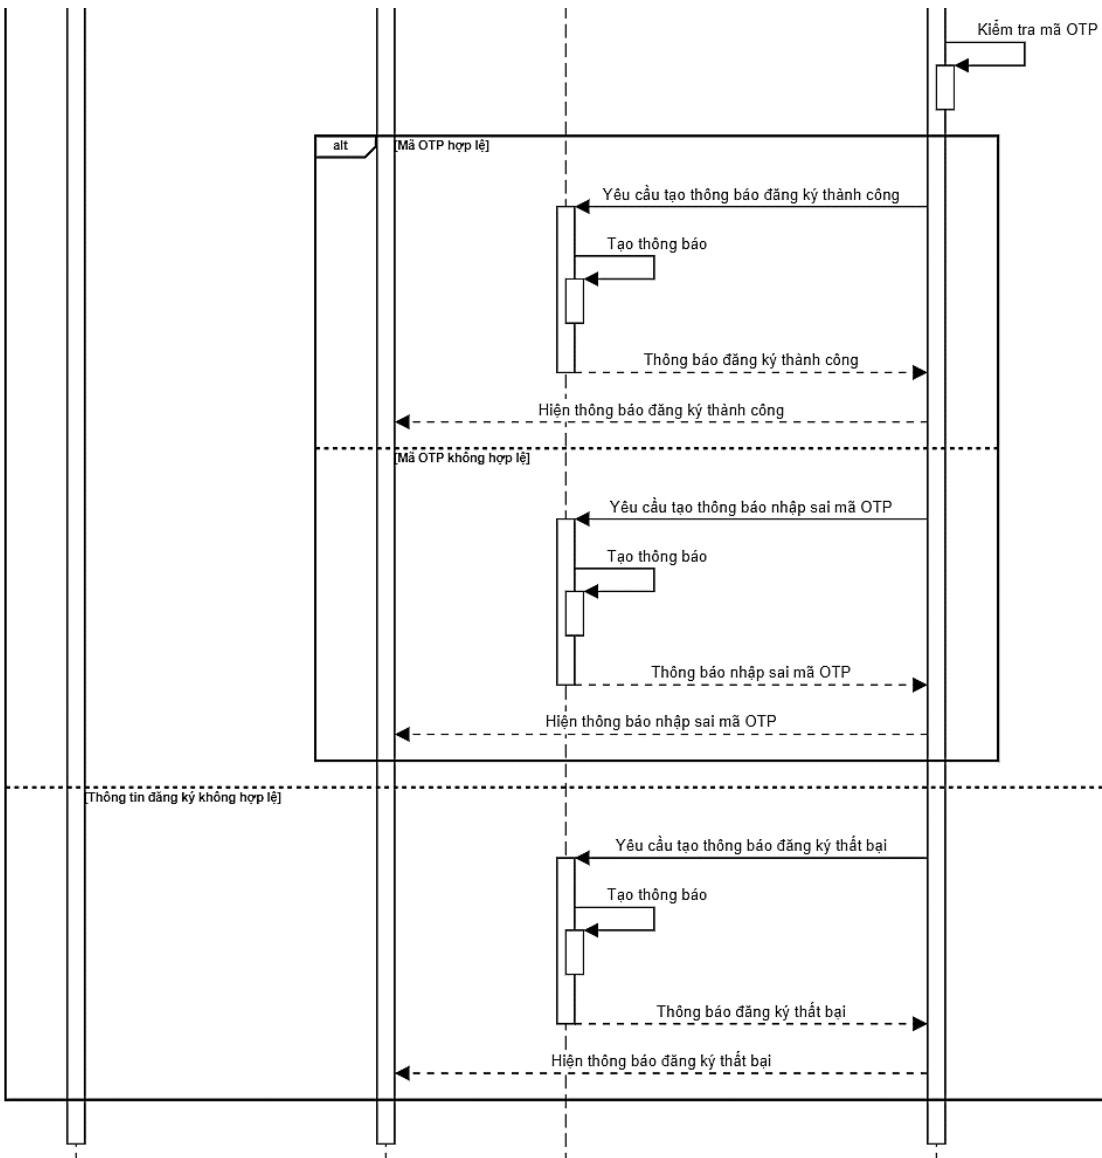 Kiểm tra mã OTP
alt
[Mã OTP hợp lệ]
Yêu cầu tạo thông báo đăng ký thành công
Tạo thông báo
Thông báo đăng ký thành công
Hiện thông báo đăng ký thành công
[Mã OTP không hợp lệ]
Yêu cầu tạo thông báo nhập sai mã OTP
Tạo thông báo
Thông báo nhập sai mã OTP
Hiện thông báo nhập sai mã OTP
[Thông tin đăng ký không hợp lệ]
Yêu cầu tạo thông báo đăng ký thất bại
Tạo thông báo
Thông báo đăng ký thất bại
Hiện thông báo đăng ký thất bại